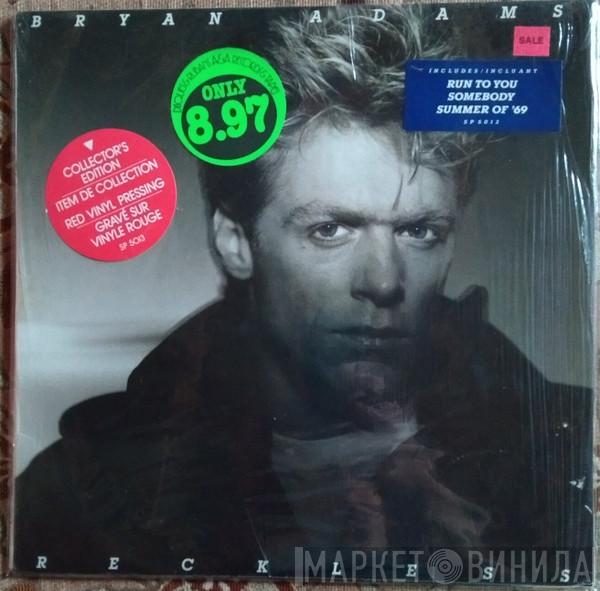 BRYAN ADAMS
SALE
INCLUDES / INCLUANT
RUN TO YOU
SOMEBODY
SUMMER OF '69
SP 5013
ONLY
8.97
COLLECTOR'S
EDITION
ITEM DE COLLECTION
RED VINYL PRESSING
GRAVÉ SUR
VINYLE ROUGE
SP 5013
RECKLESS
МАРКЕТ ВИНИЛА